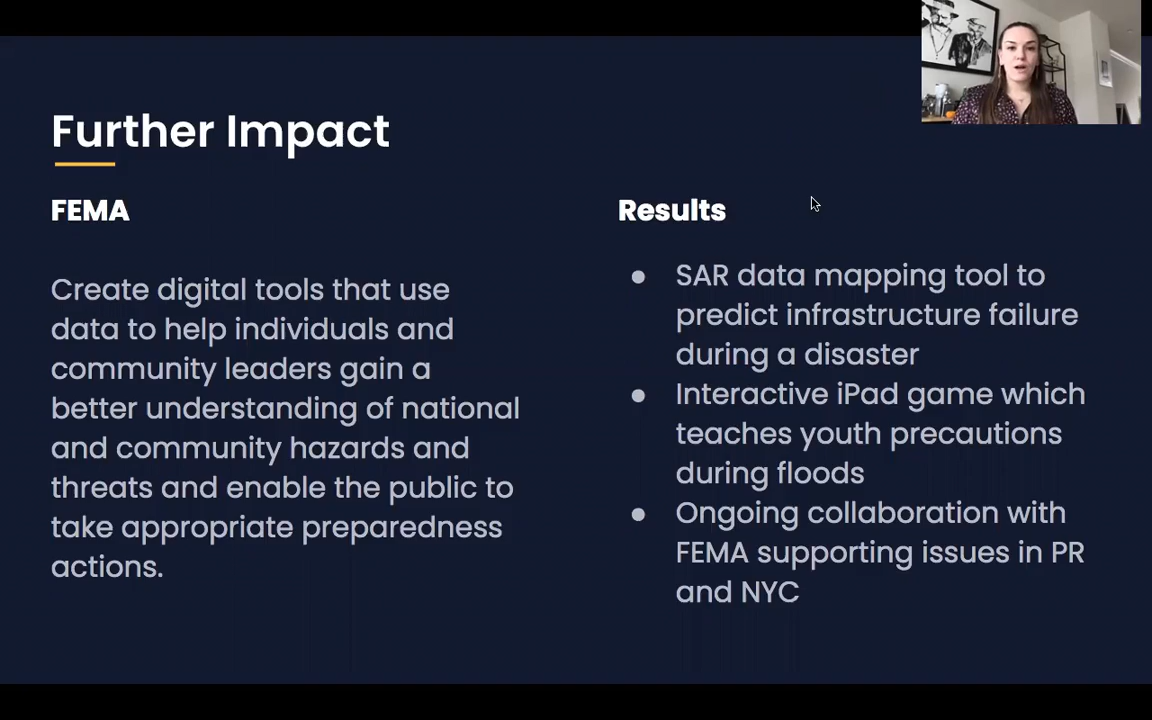 Further Impact
FEMA
Create digital tools that use
data to help individuals and
community leaders gain a
better understanding of national
and community hazards and
threats and enable the public to
take appropriate preparedness
actions.
Results
● SAR data mapping tool to
predict infrastructure failure
during a disaster
● Interactive iPad game which
teaches youth precautions
during floods
● Ongoing collaboration with
FEMA supporting issues in PR
and NYC